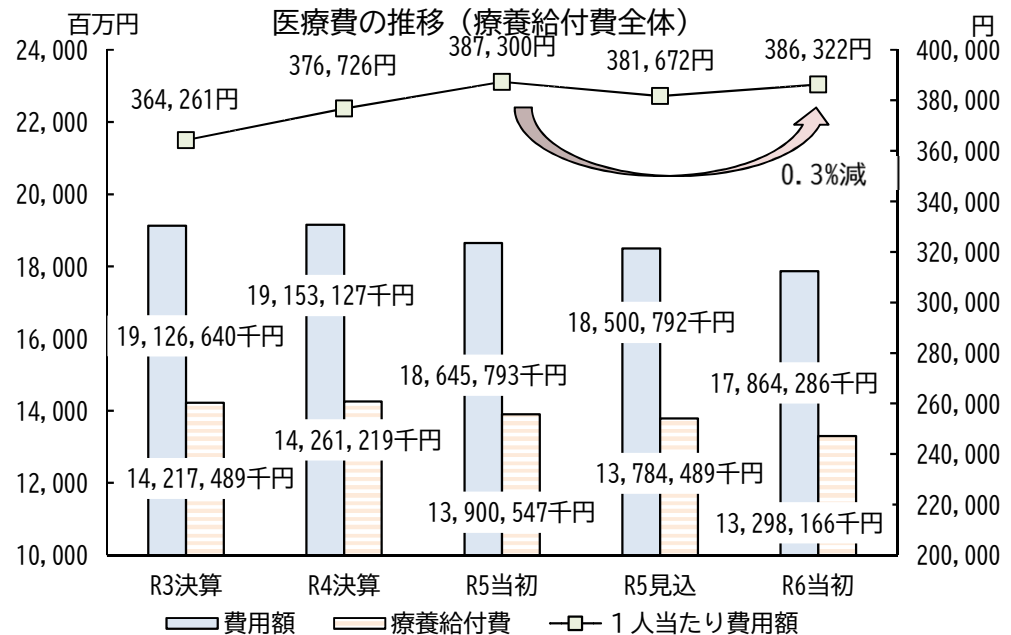 医療費の推移（療養給付費全体）
百万円
円
24,000
22,000
20,000
18,000
16,000
14,000
12,000
10,000
400,000
380,000
360,000
340,000
320,000
300,000
280,000
260,000
240,000
220,000
200,000
364,261円
376,726円
387,300円
381,672円
386,322円
0.3%減
19,126,640千円
19,153,127千円
18,645,793千円
18,500,792千円
17,864,286千円
14,217,489千円
14,261,219千円
13,900,547千円
13,784,489千円
13,298,166千円
R3決算 R4決算 R5当初 R5見込 R6当初
費用額 療養給付費 １人当たり費用額